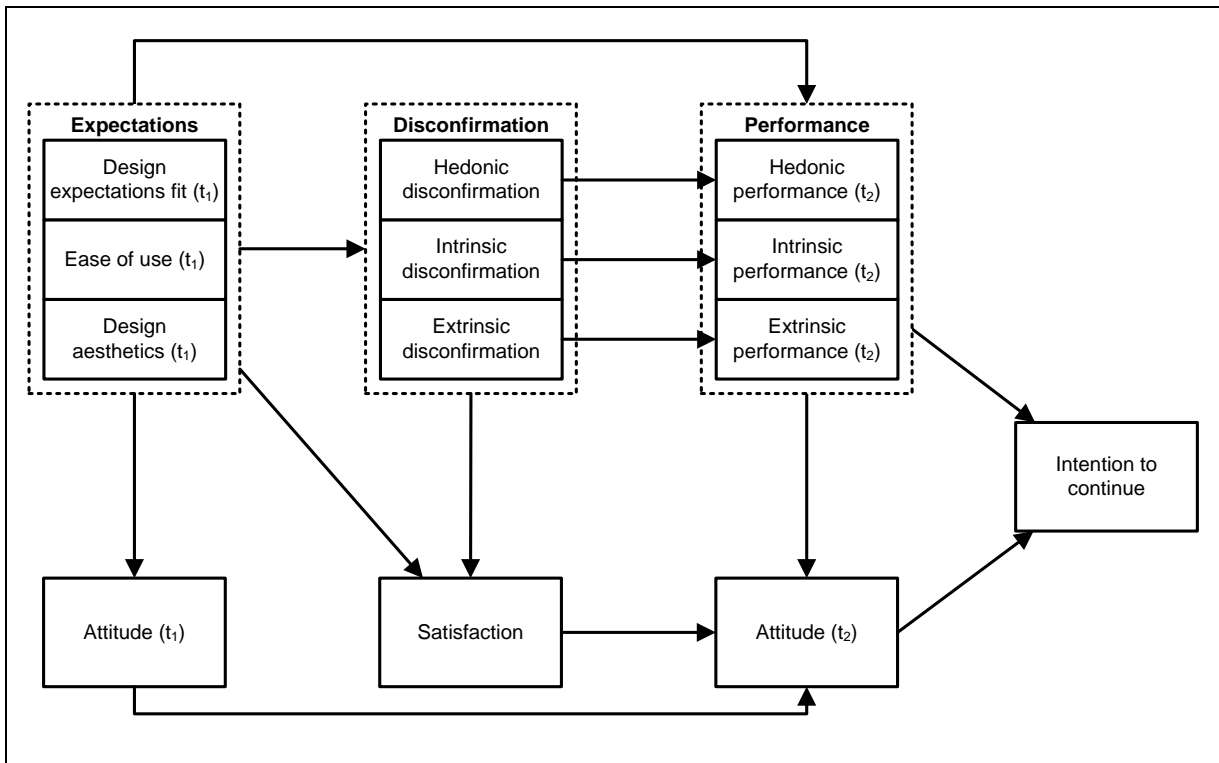 Expectations
Design
expectations fit (t₁)
Ease of use (t₁)
Design
aesthetics (t₁)
Disconfirmation
Hedonic
disconfirmation
Intrinsic
disconfirmation
Extrinsic
disconfirmation
Performance
Hedonic
performance (t₂)
Intrinsic
performance (t₂)
Extrinsic
performance (t₂)
Intention to
continue
Attitude (t₁)
Satisfaction
Attitude (t₂)